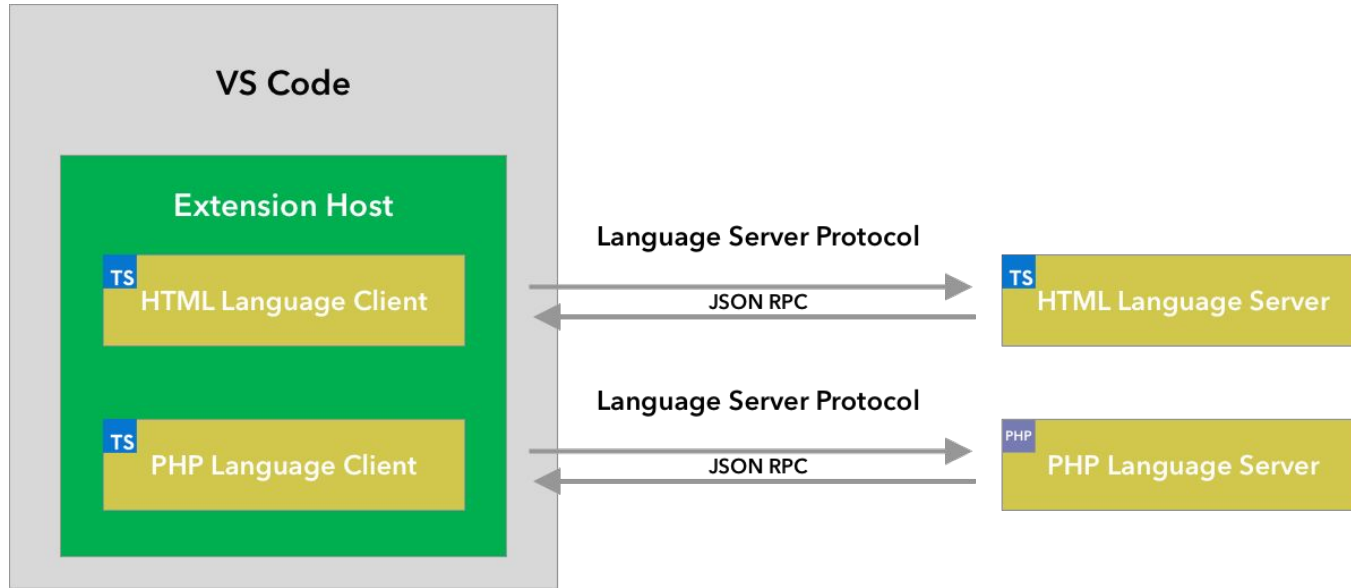 VS Code
Extension Host
Language Server Protocol
TS
HTML Language Client
JSON RPC
TS
HTML Language Server
Language Server Protocol
TS
PHP Language Client
JSON RPC
PHP
PHP Language Server